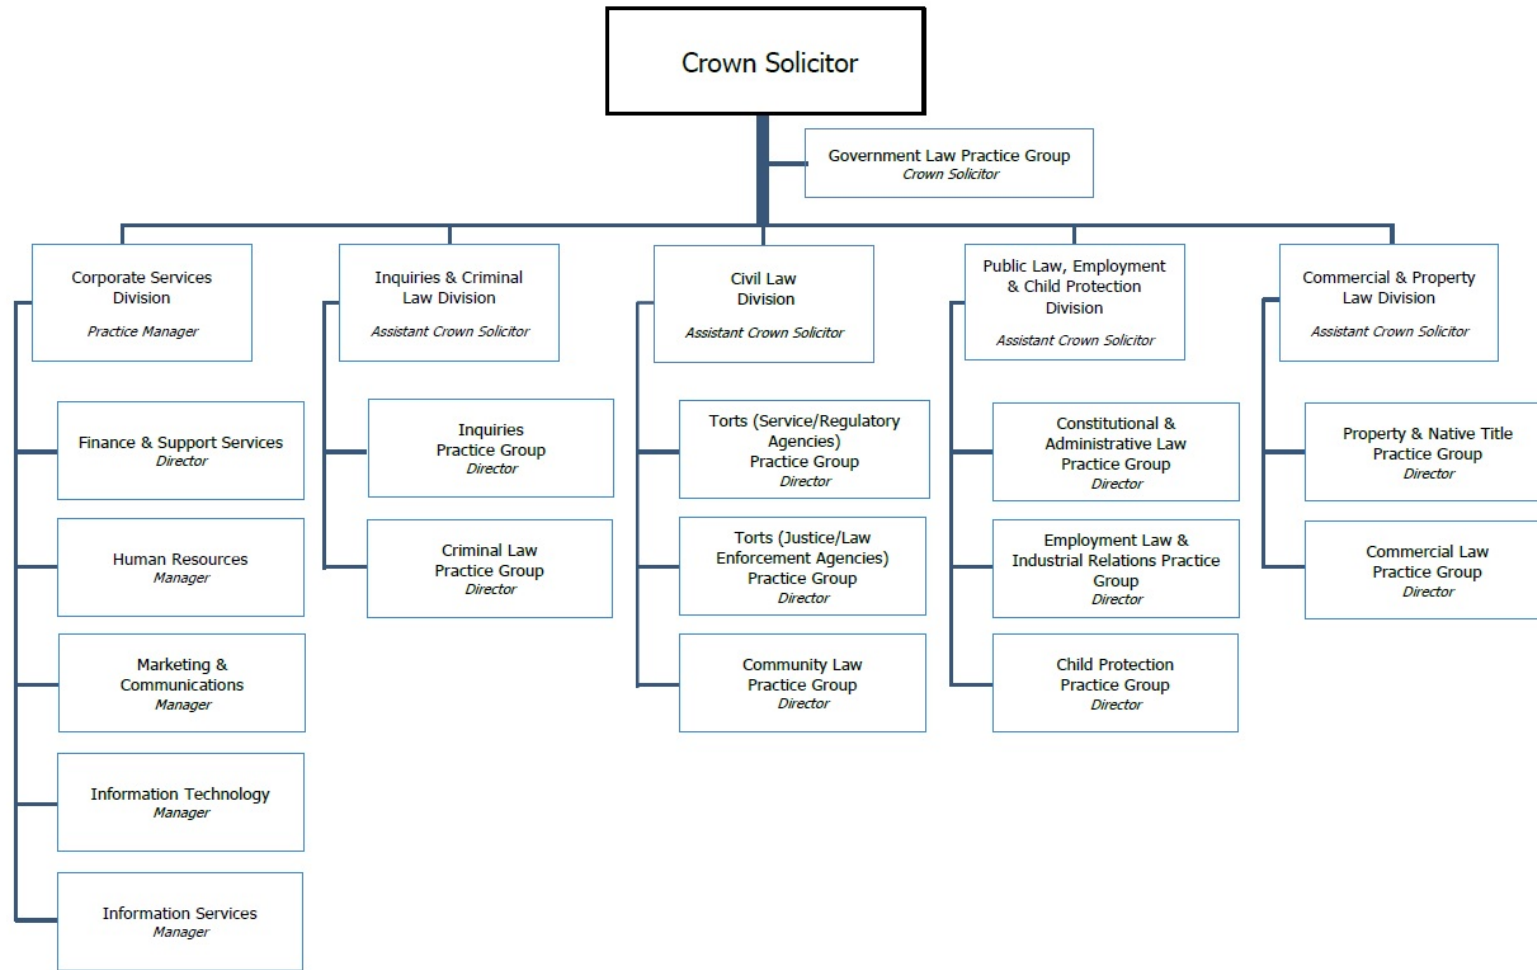 Crown Solicitor
Government Law Practice Group
Crown Solicitor
Corporate Services
Division
Practice Manager
Inquiries & Criminal
Law Division
Assistant Crown Solicitor
Civil Law
Division
Assistant Crown Solicitor
Public Law, Employment
& Child Protection
Division
Assistant Crown Solicitor
Commercial & Property
Law Division
Assistant Crown Solicitor
Finance & Support Services
Director
Human Resources
Manager
Marketing &
Communications
Manager
Information Technology
Manager
Information Services
Manager
Inquiries
Practice Group
Director
Criminal Law
Practice Group
Director
Torts (Service/Regulatory
Agencies)
Practice Group
Director
Torts (Justice/Law
Enforcement Agencies)
Practice Group
Director
Community Law
Practice Group
Director
Constitutional &
Administrative Law
Practice Group
Director
Employment Law &
Industrial Relations Practice
Group
Director
Child Protection
Practice Group
Director
Property & Native Title
Practice Group
Director
Commercial Law
Practice Group
Director